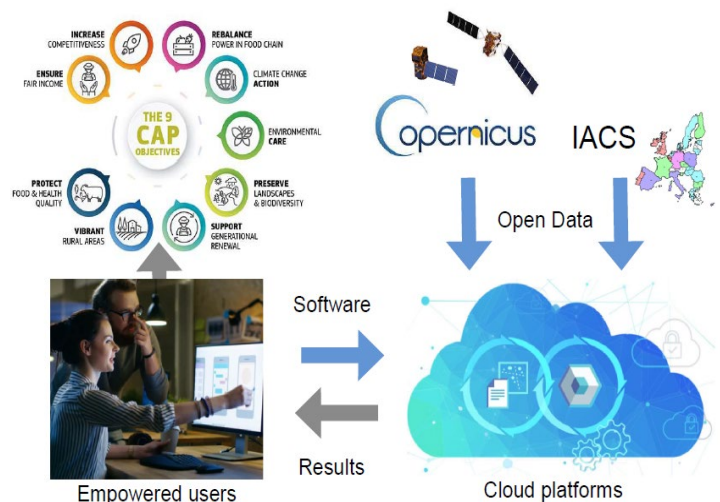 INCREASE
COMPETITIVENESS
REBALANCE
POWER IN FOOD CHAIN
ENSURE
FAIR INCOME
CLIMATE CHANGE
ACTION
THE 9
CAP
OBJECTIVES
ENVIRONMENTAL
CARE
PROTECT
FOOD & HEALTH
QUALITY
PRESERVE
LANDSCAPES
& BIODIVERSITY
VIBRANT
RURAL AREAS
SUPPORT
GENERATIONAL
RENEWAL
Copernicus
IACS
Open Data
Software
Results
Empowered users
Cloud platforms